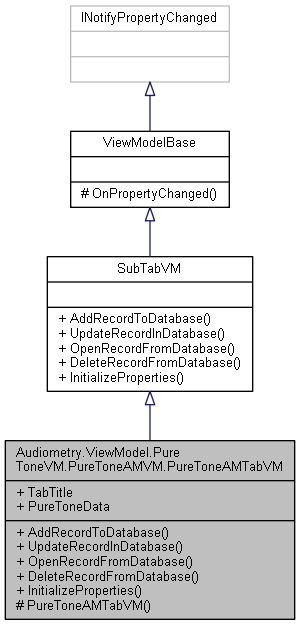 INotifyPropertyChanged
ViewModelBase
# OnPropertyChanged()
SubTabVM
+ AddRecordToDatabase()
+ UpdateRecordInDatabase()
+ OpenRecordFromDatabase()
+ DeleteRecordFromDatabase()
+ InitializeProperties()
Audiometry.ViewModel.Pure
ToneVM.PureToneAMVM.PureToneAMTabVM
+ TabTitle
+ PureToneData
+ AddRecordToDatabase()
+ UpdateRecordInDatabase()
+ OpenRecordFromDatabase()
+ DeleteRecordFromDatabase()
+ InitializeProperties()
# PureToneAMTabVM()